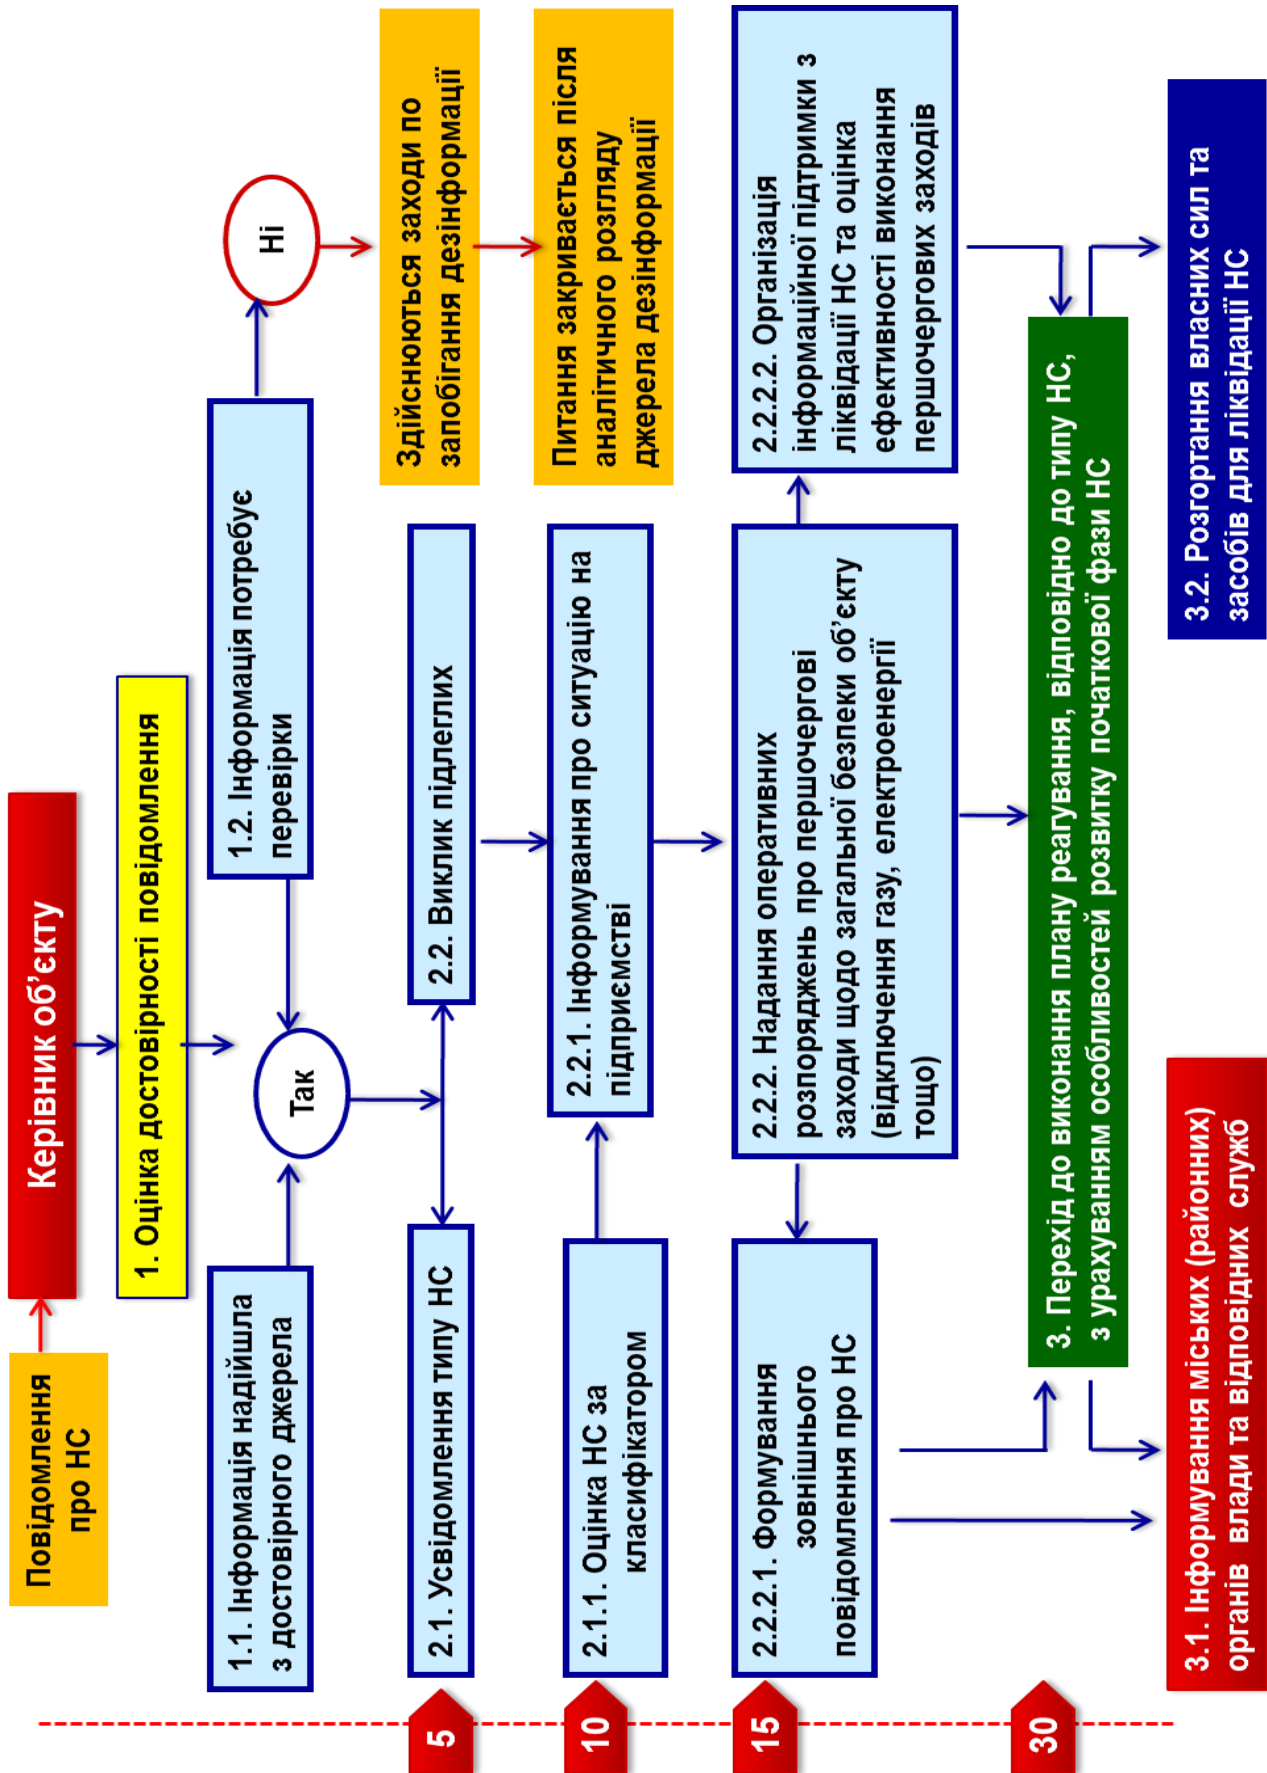 Повідомлення
про НС
Керівник об’єкту
1. Оцінка достовірності повідомлення
1.1. Інформація надійшла
з достовірного джерела
Так
1.2. Інформація потребує
перевірки
Ні
5
2.1. Усвідомлення типу НС
2.2. Виклик підлеглих
Здійснюються заходи по
запобігання дезінформації
10
2.1.1. Оцінка НС за
класифікатором
2.2.1. Інформування про ситуацію на
підприємстві
Питання закривається після
аналітичного розгляду
джерела дезінформації
15
2.2.2.1. Формування
зовнішнього
повідомлення про НС
2.2.2. Надання оперативних
розпоряджень про першочергові
заходи щодо загальної безпеки об’єкту
(відключення газу, електроенергії
тощо)
2.2.2.2. Організація
інформаційної підтримки з
ліквідації НС та оцінка
ефективності виконання
першочергових заходів
30
3. Перехід до виконання плану реагування, відповідно до типу НС,
з урахуванням особливостей розвитку початкової фази НС
3.1. Інформування міських (районних)
органів влади та відповідних служб
3.2. Розгортання власних сил та
засобів для ліквідації НС